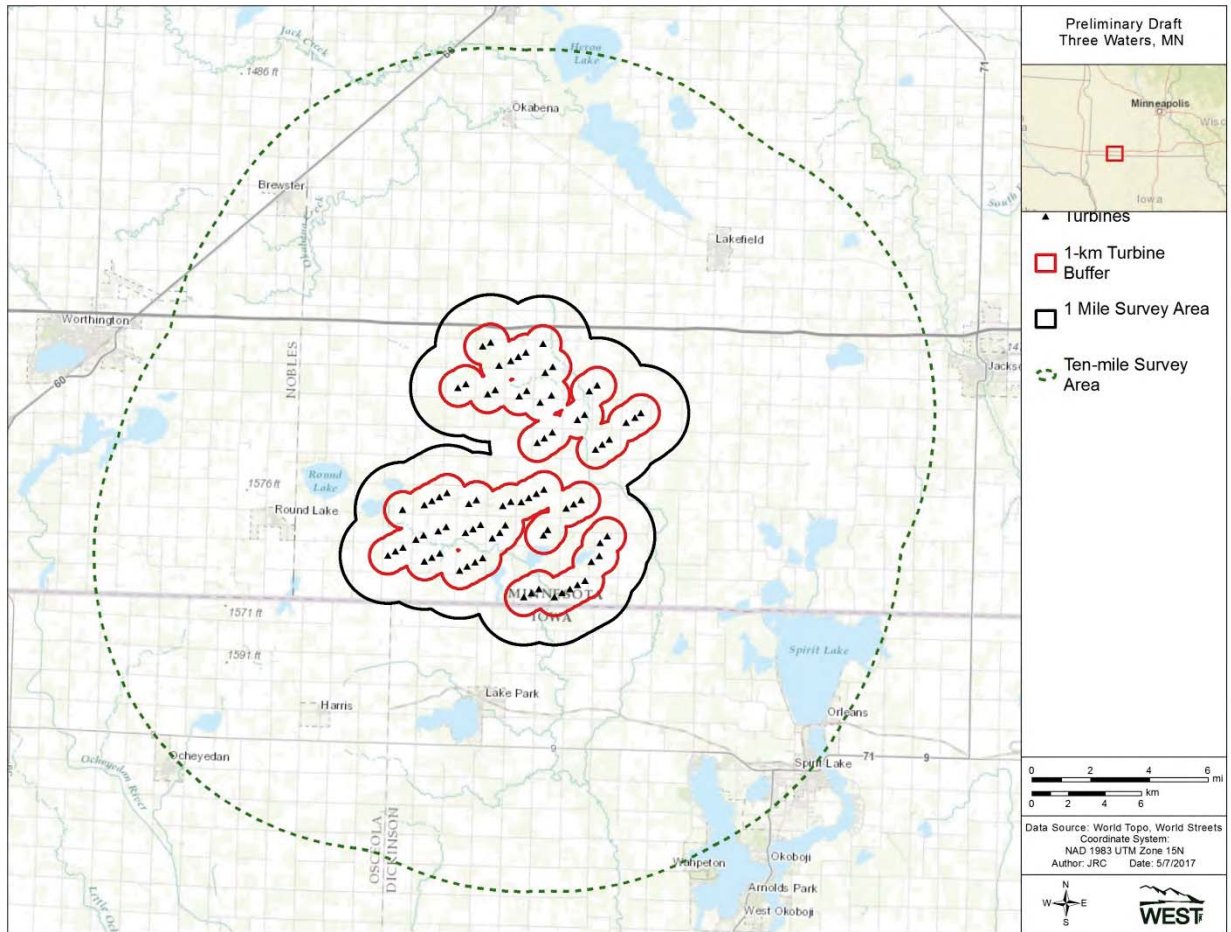 Jack Creek
60
Heron
Lake
71
1486 ft
Okabena
Brewster
Okabena Creek
Lakefield
Worthington
60
NOBLES
Round
Lake
1576 ft
Round Lake
MINNESOTA
IOWA
1571 ft
1591 ft
Spirit Lake
Lake Park
Harris
Orleans
Ocheyedan
9
71
9
Spirit Lake
Ocheyedan
River
OSCEOLA
DICKINSON
Wahpeton
Okoboji
Arnolds Park
West Okoboji
Preliminary Draft
Three Waters, MN
Minneapolis
Iowa
Turbines
1-km Turbine
Buffer
1 Mile Survey Area
Ten-mile Survey
Area
0 2 4 6
mi
km
0 2 4 6
Data Source: World Topo, World Streets
Coordinate System:
NAD 1983 UTM Zone 15N
Author: JRC Date: 5/7/2017
N
W E
S
WEST